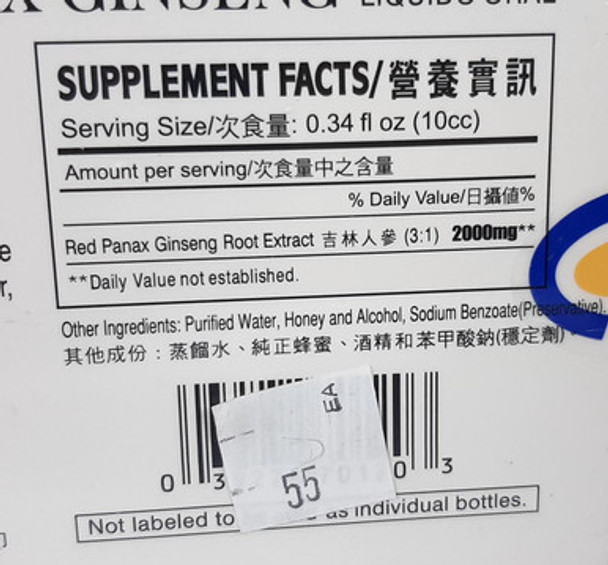 GINSENG
SUPPLEMENT FACTS/營養實訊
Serving Size/次食量: 0.34 fl oz (10cc)
Amount per serving/次食量中之含量
% Daily Value/日攝值%
Red Panax Ginseng Root Extract 吉林人參 (3:1) 2000mg**
**Daily Value not established.
Other Ingredients: Purified Water, Honey and Alcohol, Sodium Benzoate(Preservative).
其他成份：蒸餾水、純正蜂蜜、酒精和苯甲酸鈉(穩定劑)。
EA
55
0 3 0 3
Not labeled to as individual bottles.